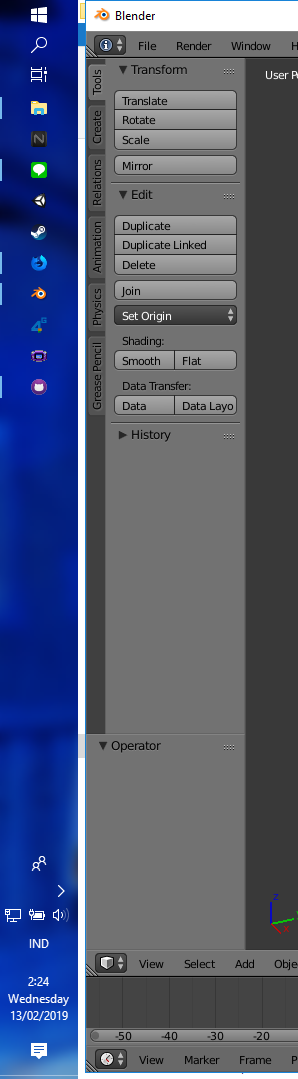 Blender
File Render Window H
Tools
Create
Relations
Animation
Physics
Grease Pencil
Transform
Translate
Rotate
Scale
Mirror
Edit
Duplicate
Duplicate Linked
Delete
Join
Set Origin
Shading:
Smooth Flat
Data Transfer:
Data Data Layo
History
Operator
User Pe
Z
View Select Add Obje
-50 -40 -30 -20
View Marker Frame P
IND
2:24
Wednesday
13/02/2019